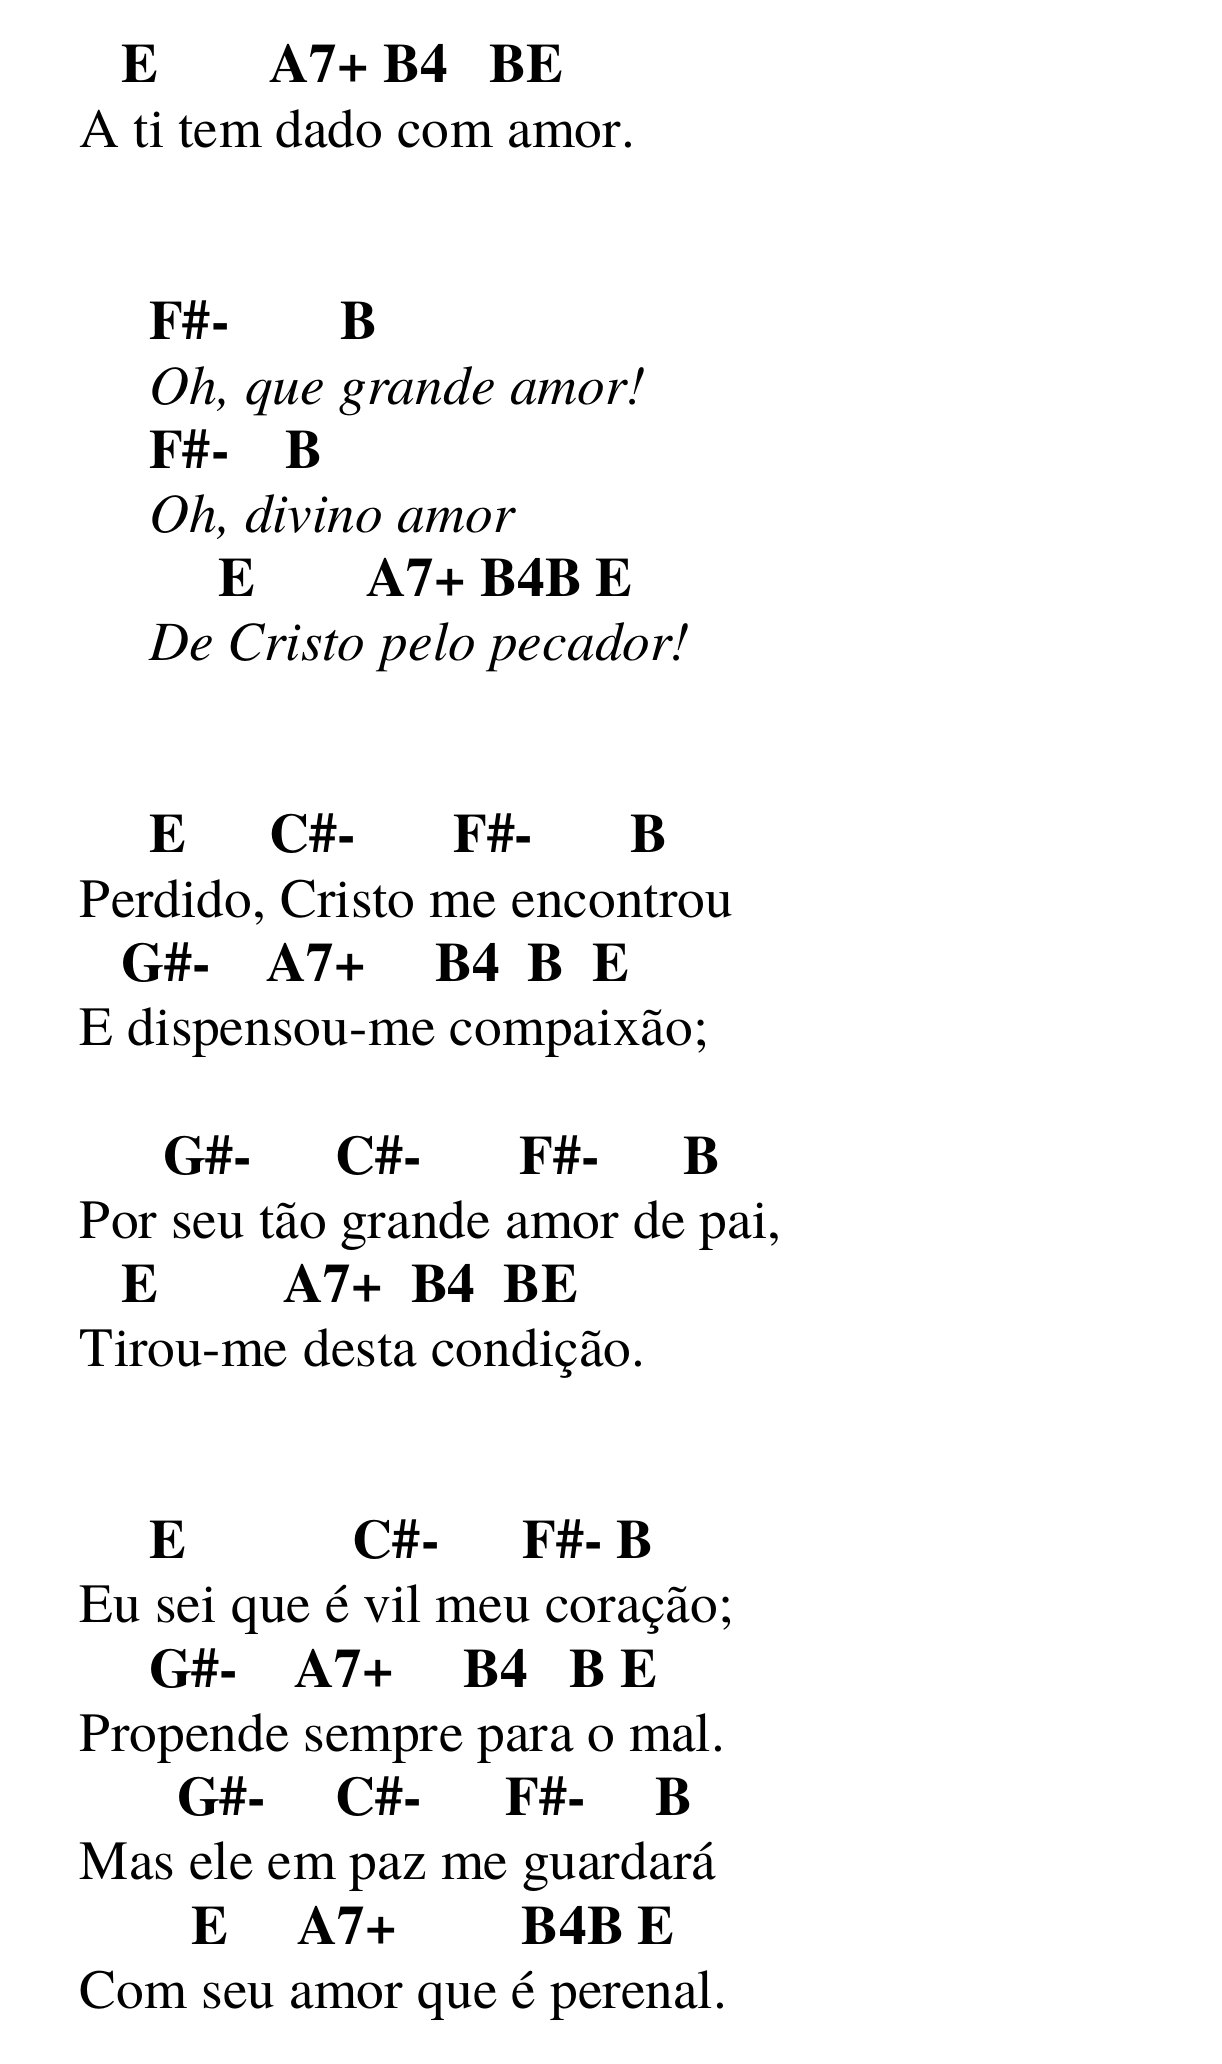 E A7+ B4 BE
A ti tem dado com amor.
F#- B
Oh, que grande amor!
F#- B
Oh, divino amor
E A7+ B4B E
De Cristo pelo pecador!
E C#- F#- B
Perdido, Cristo me encontrou
G#- A7+ B4 B E
E dispensou-me compaixão;
G#- C#- F#- B
Por seu tão grande amor de pai,
E A7+ B4 BE
Tirou-me desta condição.
E C#- F#- B
Eu sei que é vil meu coração;
G#- A7+ B4 B E
Propende sempre para o mal.
G#- C#- F#- B
Mas ele em paz me guardará
E A7+ B4B E
Com seu amor que é perenal.